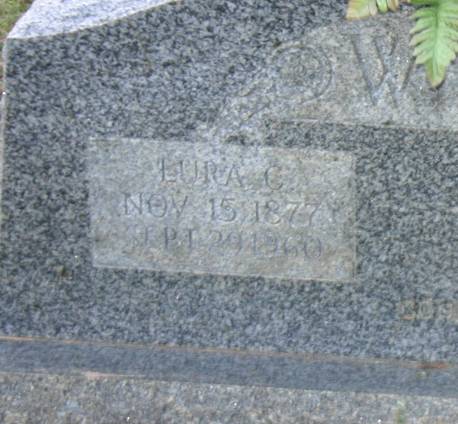 W
LURA C.
NOV. 15, 1877
SEPT. 29, 1960